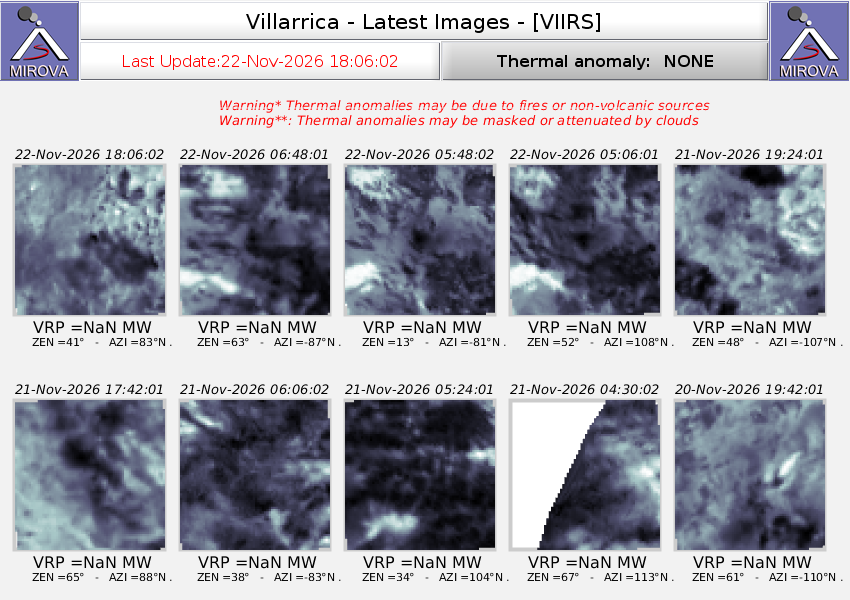 Villarrica - Latest Images - [VIIRS]
MIROVA
MIROVA
Last Update:22-Nov-2026 18:06:02
Thermal anomaly: NONE
Warning* Thermal anomalies may be due to fires or non-volcanic sources
Warning**: Thermal anomalies may be masked or attenuated by clouds
22-Nov-2026 18:06:02 22-Nov-2026 06:48:01 22-Nov-2026 05:48:02 22-Nov-2026 05:06:01 21-Nov-2026 19:24:01
VRP =NaN MW VRP =NaN MW VRP =NaN MW VRP =NaN MW VRP =NaN MW
ZEN =41° - AZI =83°N . ZEN =63° - AZI =-87°N . ZEN =13° - AZI =-81°N . ZEN =52° - AZI =108°N . ZEN =48° - AZI =-107°N .
21-Nov-2026 17:42:01 21-Nov-2026 06:06:02 21-Nov-2026 05:24:01 21-Nov-2026 04:30:02 20-Nov-2026 19:42:01
VRP =NaN MW VRP =NaN MW VRP =NaN MW VRP =NaN MW VRP =NaN MW
ZEN =65° - AZI =88°N . ZEN =38° - AZI =-83°N . ZEN =34° - AZI =104°N . ZEN =67° - AZI =113°N . ZEN =61° - AZI =-110°N .